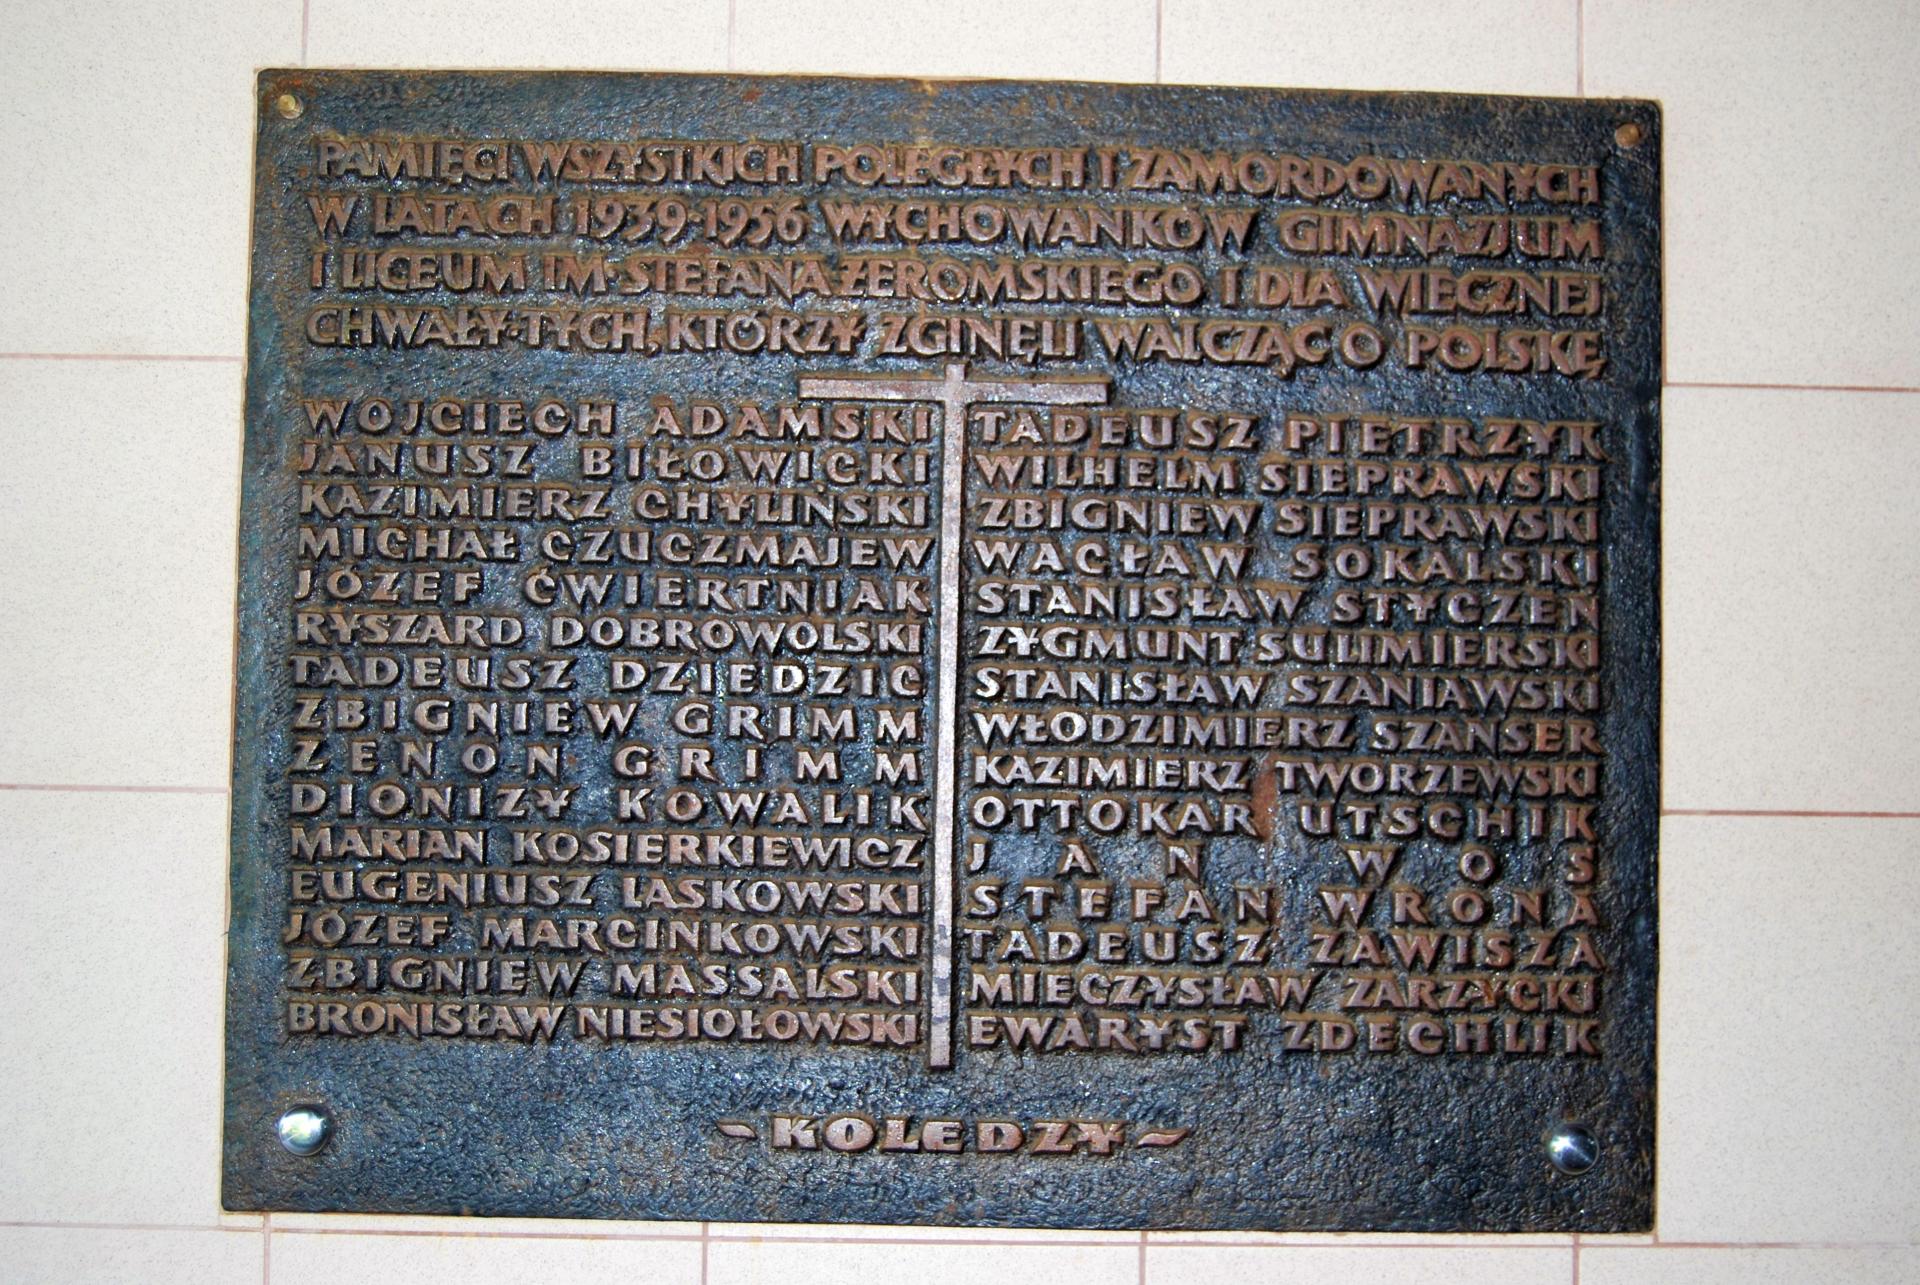 PAMIĘCI WSZYSTKICH POLEGŁYCH I ZAMORDOWANYCH
W LATACH 1939-1956 WYCHOWANKÓW GIMNAZJUM
I LICEUM IM. STEFANA ŻEROMSKIEGO I DLA WIECZNEJ
CHWAŁY TYCH, KTÓRZY ZGINĘLI WALCZĄC O POLSKĘ
WOJCIECH ADAMSKI
JANUSZ BIŁOWICKI
KAZIMIERZ CHYLIŃSKI
MICHAŁ CZUCZMAJEW
JÓZEF ĆWIERTNIAK
RYSZARD DOBROWOLSKI
TADEUSZ DZIEDZIC
ZBIGNIEW GRIMM
ZENON GRIMM
DIONIZY KOWALIK
MARIAN KOSIERKIEWICZ
EUGENIUSZ LASKOWSKI
JÓZEF MARCINKOWSKI
ZBIGNIEW MASSALSKI
BRONISŁAW NIESIOŁOWSKI
TADEUSZ PIETRZYK
WILHELM SIEPRAWSKI
ZBIGNIEW SIEPRAWSKI
WACŁAW SOKALSKI
STANISŁAW STYCZEŃ
ZYGMUNT SULIMIERSKI
STANISŁAW SZANIAWSKI
WŁODZIMIERZ SZANSER
KAZIMIERZ TWORZEWSKI
OTTOKAR UTSCHIK
JAN WOŚ
STEFAN WRONA
TADEUSZ ZAWISZA
MIECZYSŁAW ZARZYCKI
EWARYST ZDECHLIK
~KOLEDZY~